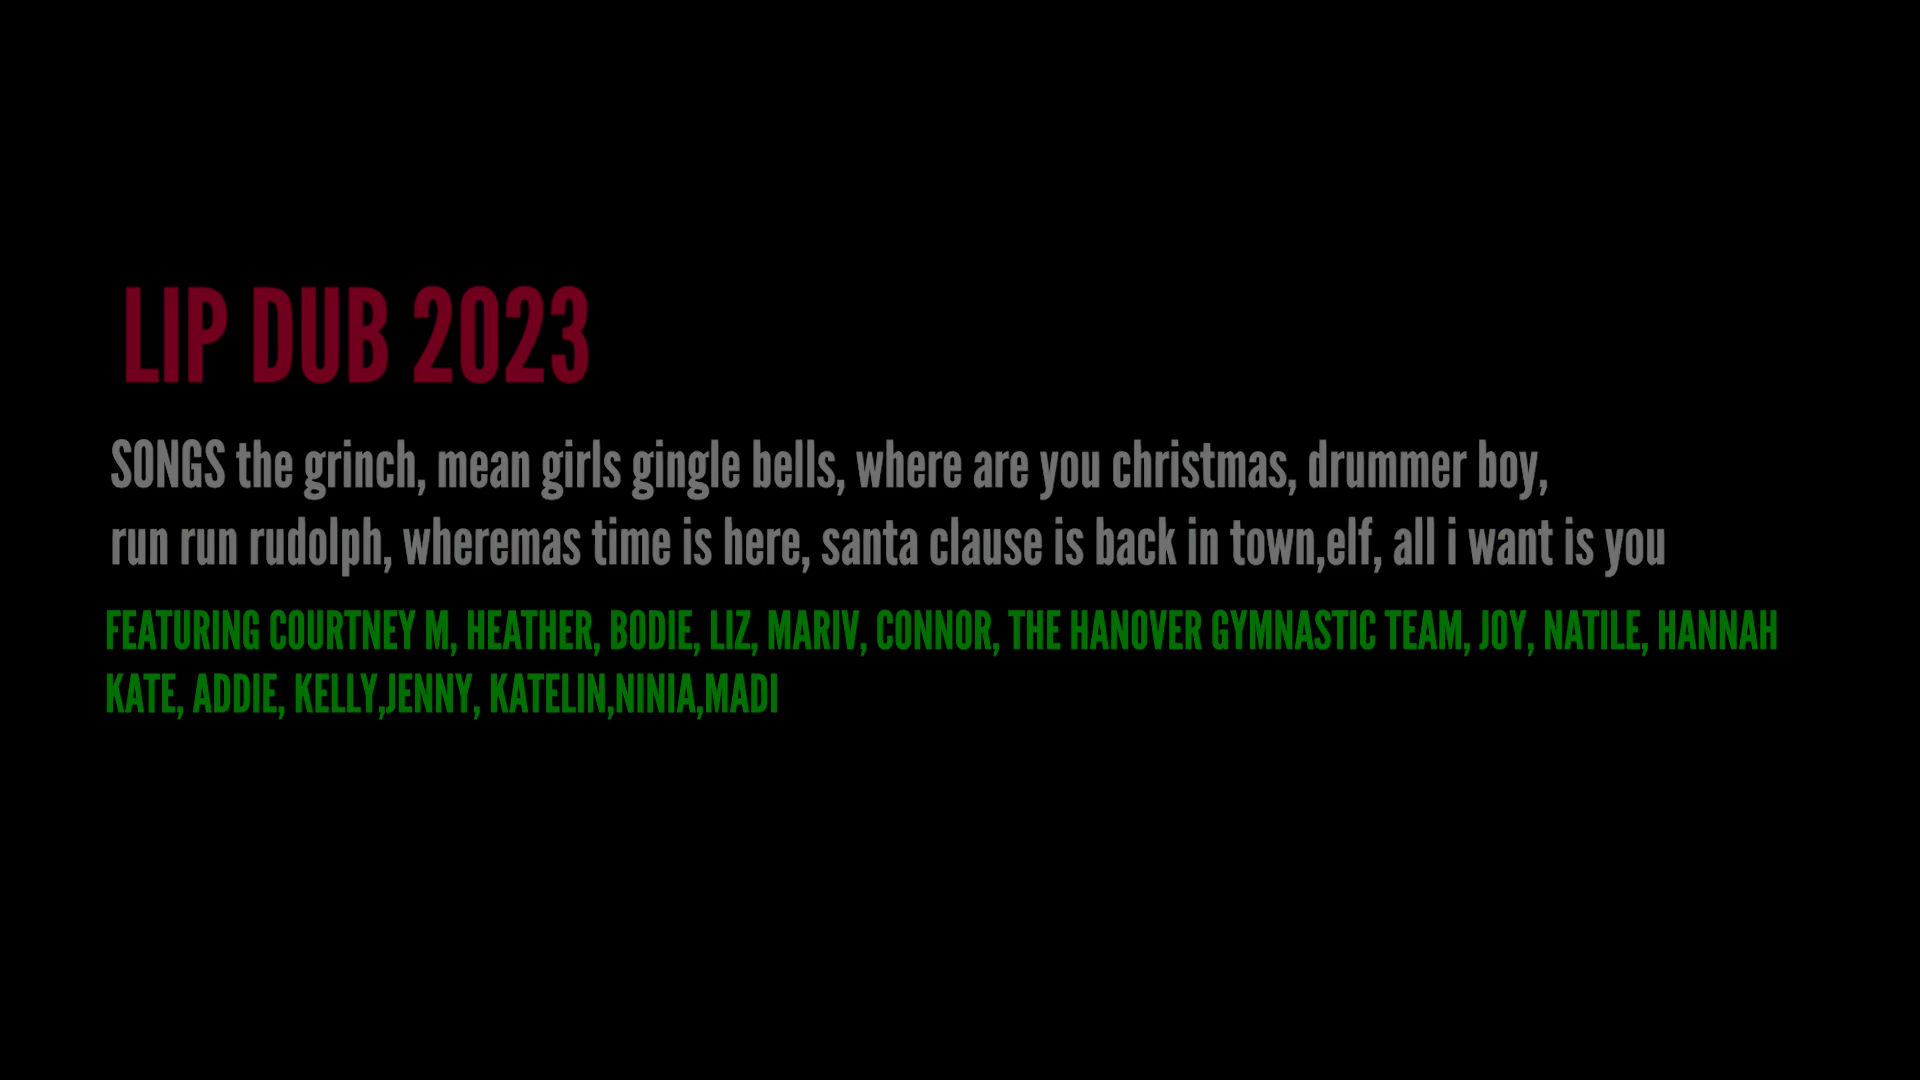 LIP DUB 2023
SONGS the grinch, mean girls gingle bells, where are you christmas, drummer boy,
run run rudolph, wheremas time is here, santa clause is back in town,elf, all i want is you
FEATURING COURTNEY M, HEATHER, BODIE, LIZ, MARIV, CONNOR, THE HANOVER GYMNASTIC TEAM, JOY, NATILE, HANNAH
KATE, ADDIE, KELLY,JENNY, KATELIN,NINIA,MADI